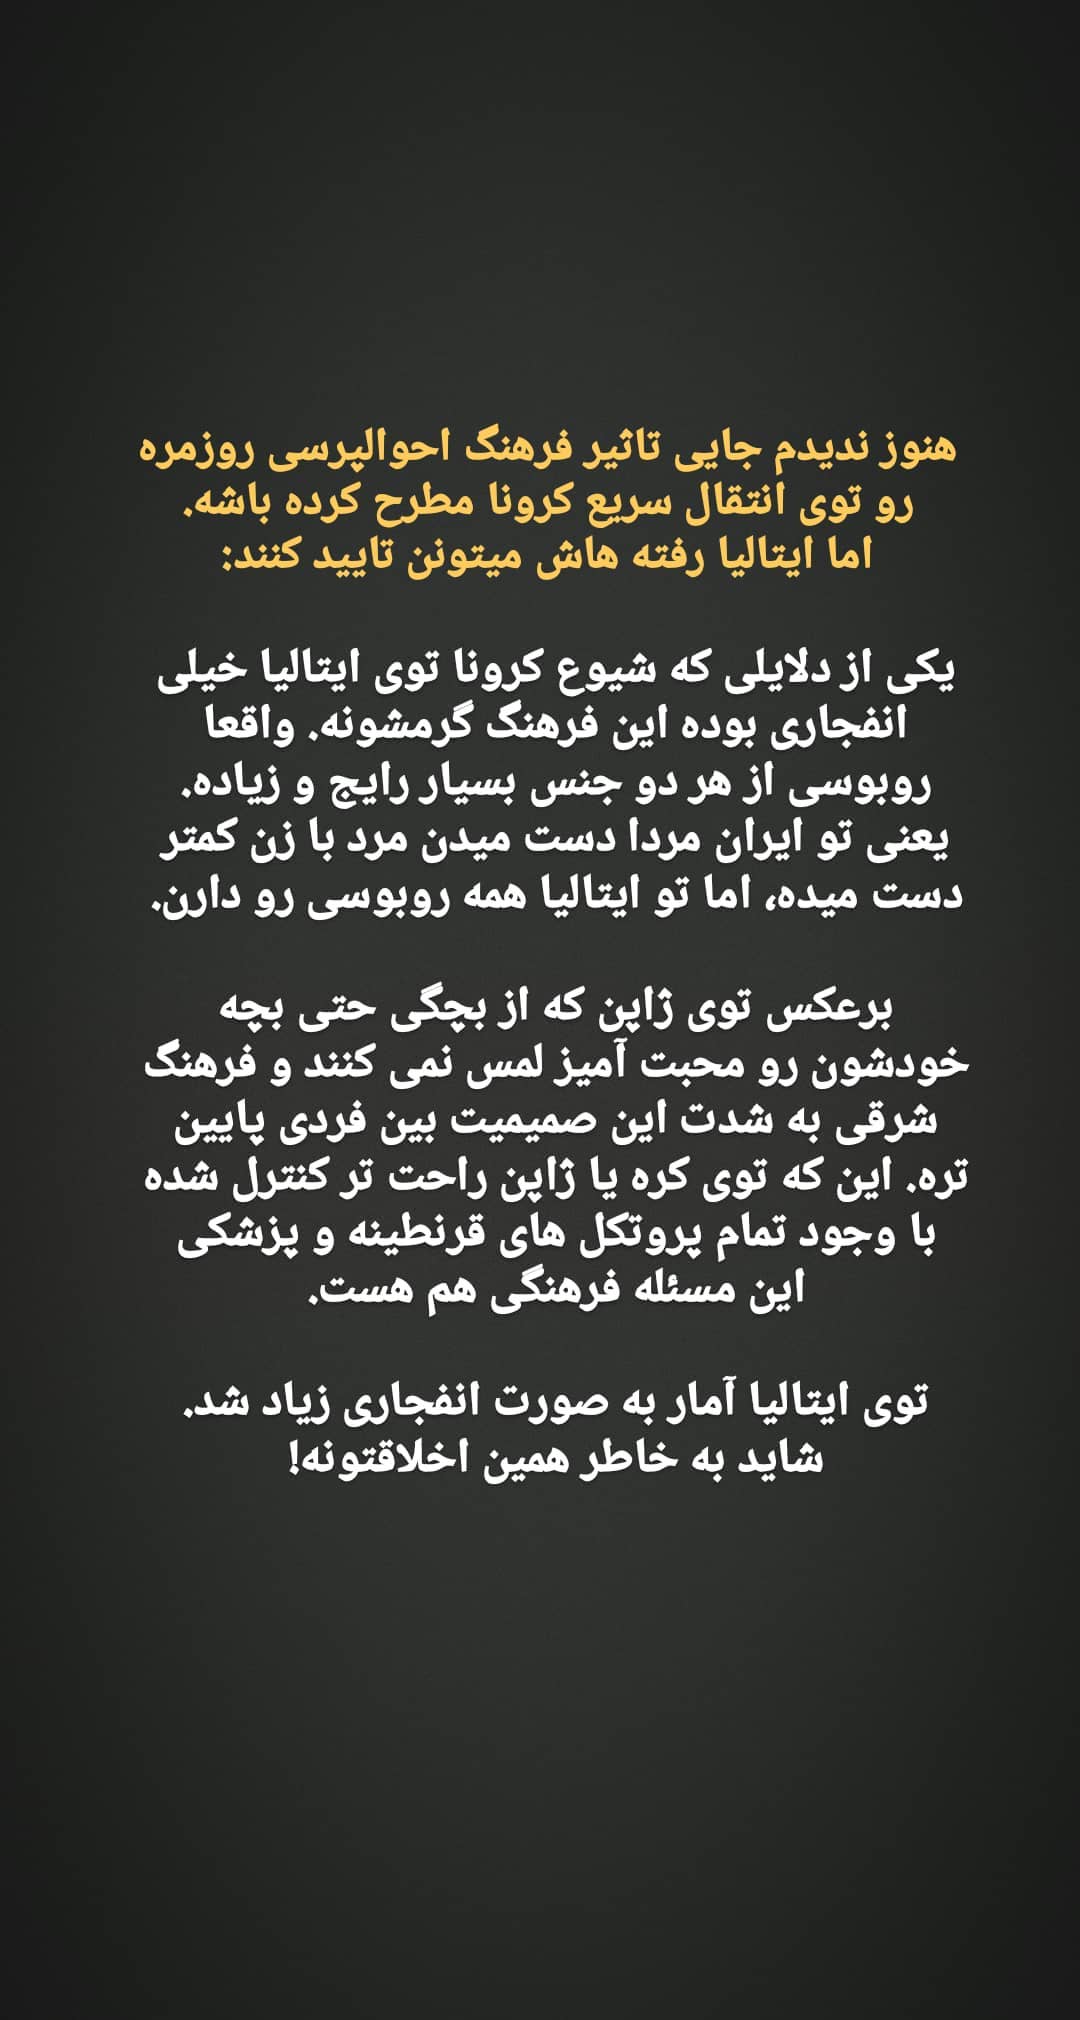 هنوز ندیدم جایی تاثیر فرهنگ احوالپرسی روزمره
رو توی انتقال سریع کرونا مطرح کرده باشه.
اما ایتالیا رفته هاش میتونن تایید کنند:
یکی از دلایلی که شیوع کرونا توی ایتالیا خیلی
انفجاری بوده این فرهنگ گرمشونه. واقعا
روبوسی از هر دو جنس بسیار رایج و زیاده.
یعنی تو ایران مردا دست میدن مرد با زن کمتر
دست میده، اما تو ایتالیا همه روبوسی رو دارن.
برعکس توی ژاپن که از بچگی حتی بچه
خودشون رو محبت آمیز لمس نمی کنند و فرهنگ
شرقی به شدت این صمیمیت بین فردی پایین
تره. این که توی کره یا ژاپن راحت تر کنترل شده
با وجود تمام پروتکل های قرنطینه و پزشکی
این مسئله فرهنگی هم هست.
توی ایتالیا آمار به صورت انفجاری زیاد شد.
شاید به خاطر همین اخلاقتونه!